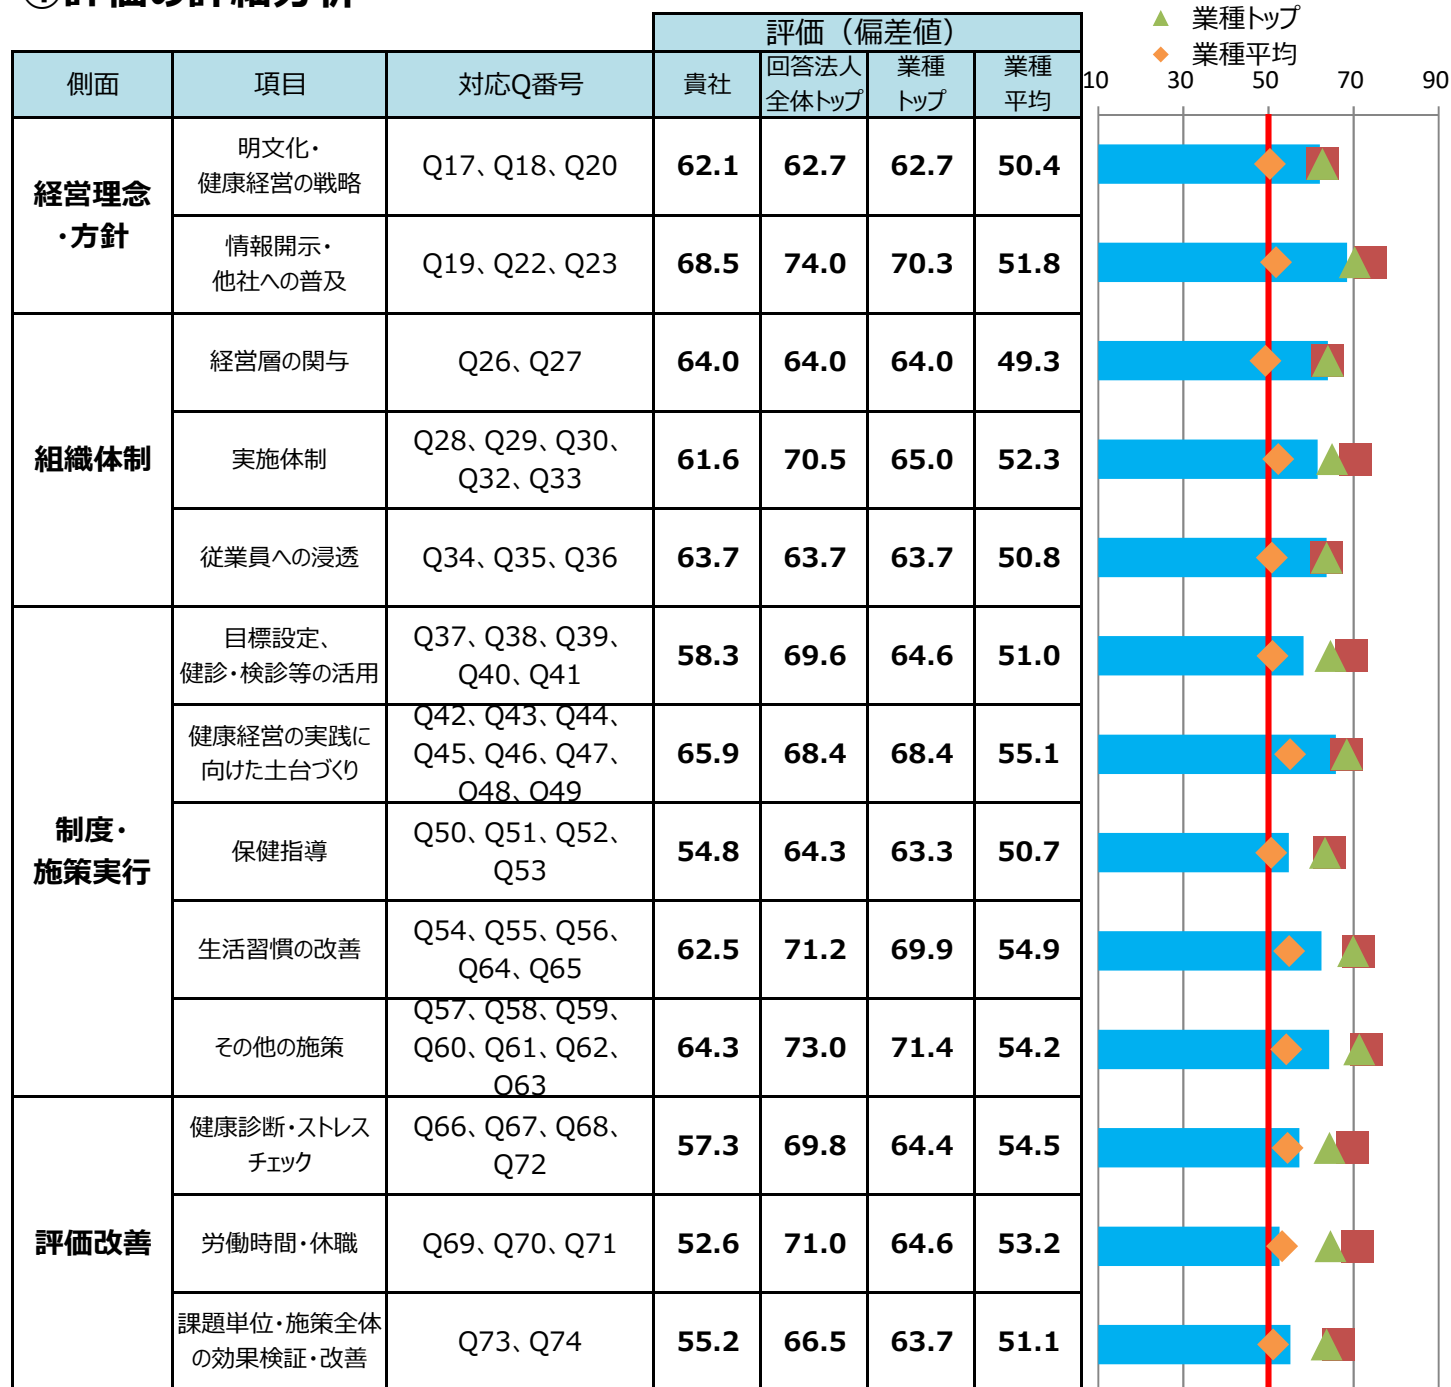 ①評価の詳細分析
業種トップ
業種平均
10 30 50 70 90
評価（偏差値）
側面 項目 対応Q番号 貴社 回答法人全体トップ 業種トップ 業種平均
経営理念
・方針
明文化・
健康経営の戦略
Q17、Q18、Q20
62.1 62.7 62.7 50.4
情報開示・
他社への普及
Q19、Q22、Q23
68.5 74.0 70.3 51.8
組織体制
経営層の関与
Q26、Q27
64.0 64.0 64.0 49.3
実施体制
Q28、Q29、Q30、
Q32、Q33
61.6 70.5 65.0 52.3
従業員への浸透
Q34、Q35、Q36
63.7 63.7 63.7 50.8
制度・
施策実行
目標設定、
健診・検診等の活用
Q37、Q38、Q39、
Q40、Q41
58.3 69.6 64.6 51.0
健康経営の実践に
向けた土台づくり
Q42、Q43、Q44、
Q45、Q46、Q47、
Q48、Q49
65.9 68.4 68.4 55.1
保健指導
Q50、Q51、Q52、
Q53
54.8 64.3 63.3 50.7
生活習慣の改善
Q54、Q55、Q56、
Q64、Q65
62.5 71.2 69.9 54.9
その他の施策
Q57、Q58、Q59、
Q60、Q61、Q62、
Q63
64.3 73.0 71.4 54.2
評価改善
健康診断・ストレス
チェック
Q66、Q67、Q68、
Q72
57.3 69.8 64.4 54.5
労働時間・休職
Q69、Q70、Q71
52.6 71.0 64.6 53.2
課題単位・施策全体
の効果検証・改善
Q73、Q74
55.2 66.5 63.7 51.1